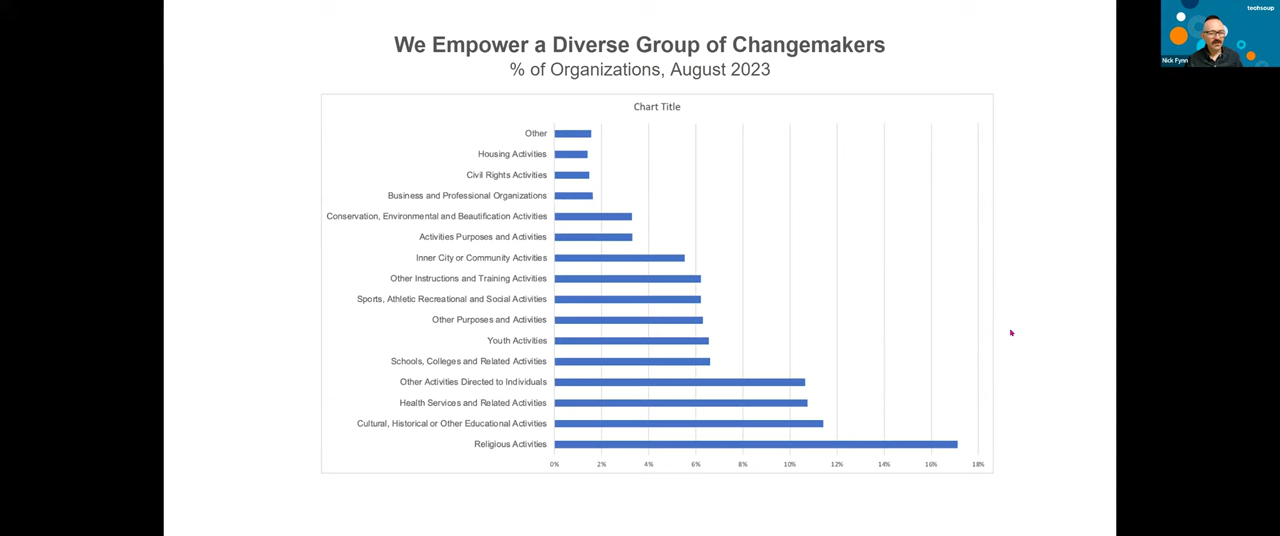 techsoup
Nick Fynn
We Empower a Diverse Group of Changemakers
% of Organizations, August 2023
Chart Title
Other
Housing Activities
Civil Rights Activities
Business and Professional Organizations
Conservation, Environmental and Beautification Activities
Activities Purposes and Activities
Inner City or Community Activities
Other Instructions and Training Activities
Sports, Athletic Recreational and Social Activities
Other Purposes and Activities
Youth Activities
Schools, Colleges and Related Activities
Other Activities Directed to Individuals
Health Services and Related Activities
Cultural, Historical or Other Educational Activities
Religious Activities
0% 2% 4% 6% 8% 10% 12% 14% 16% 18%